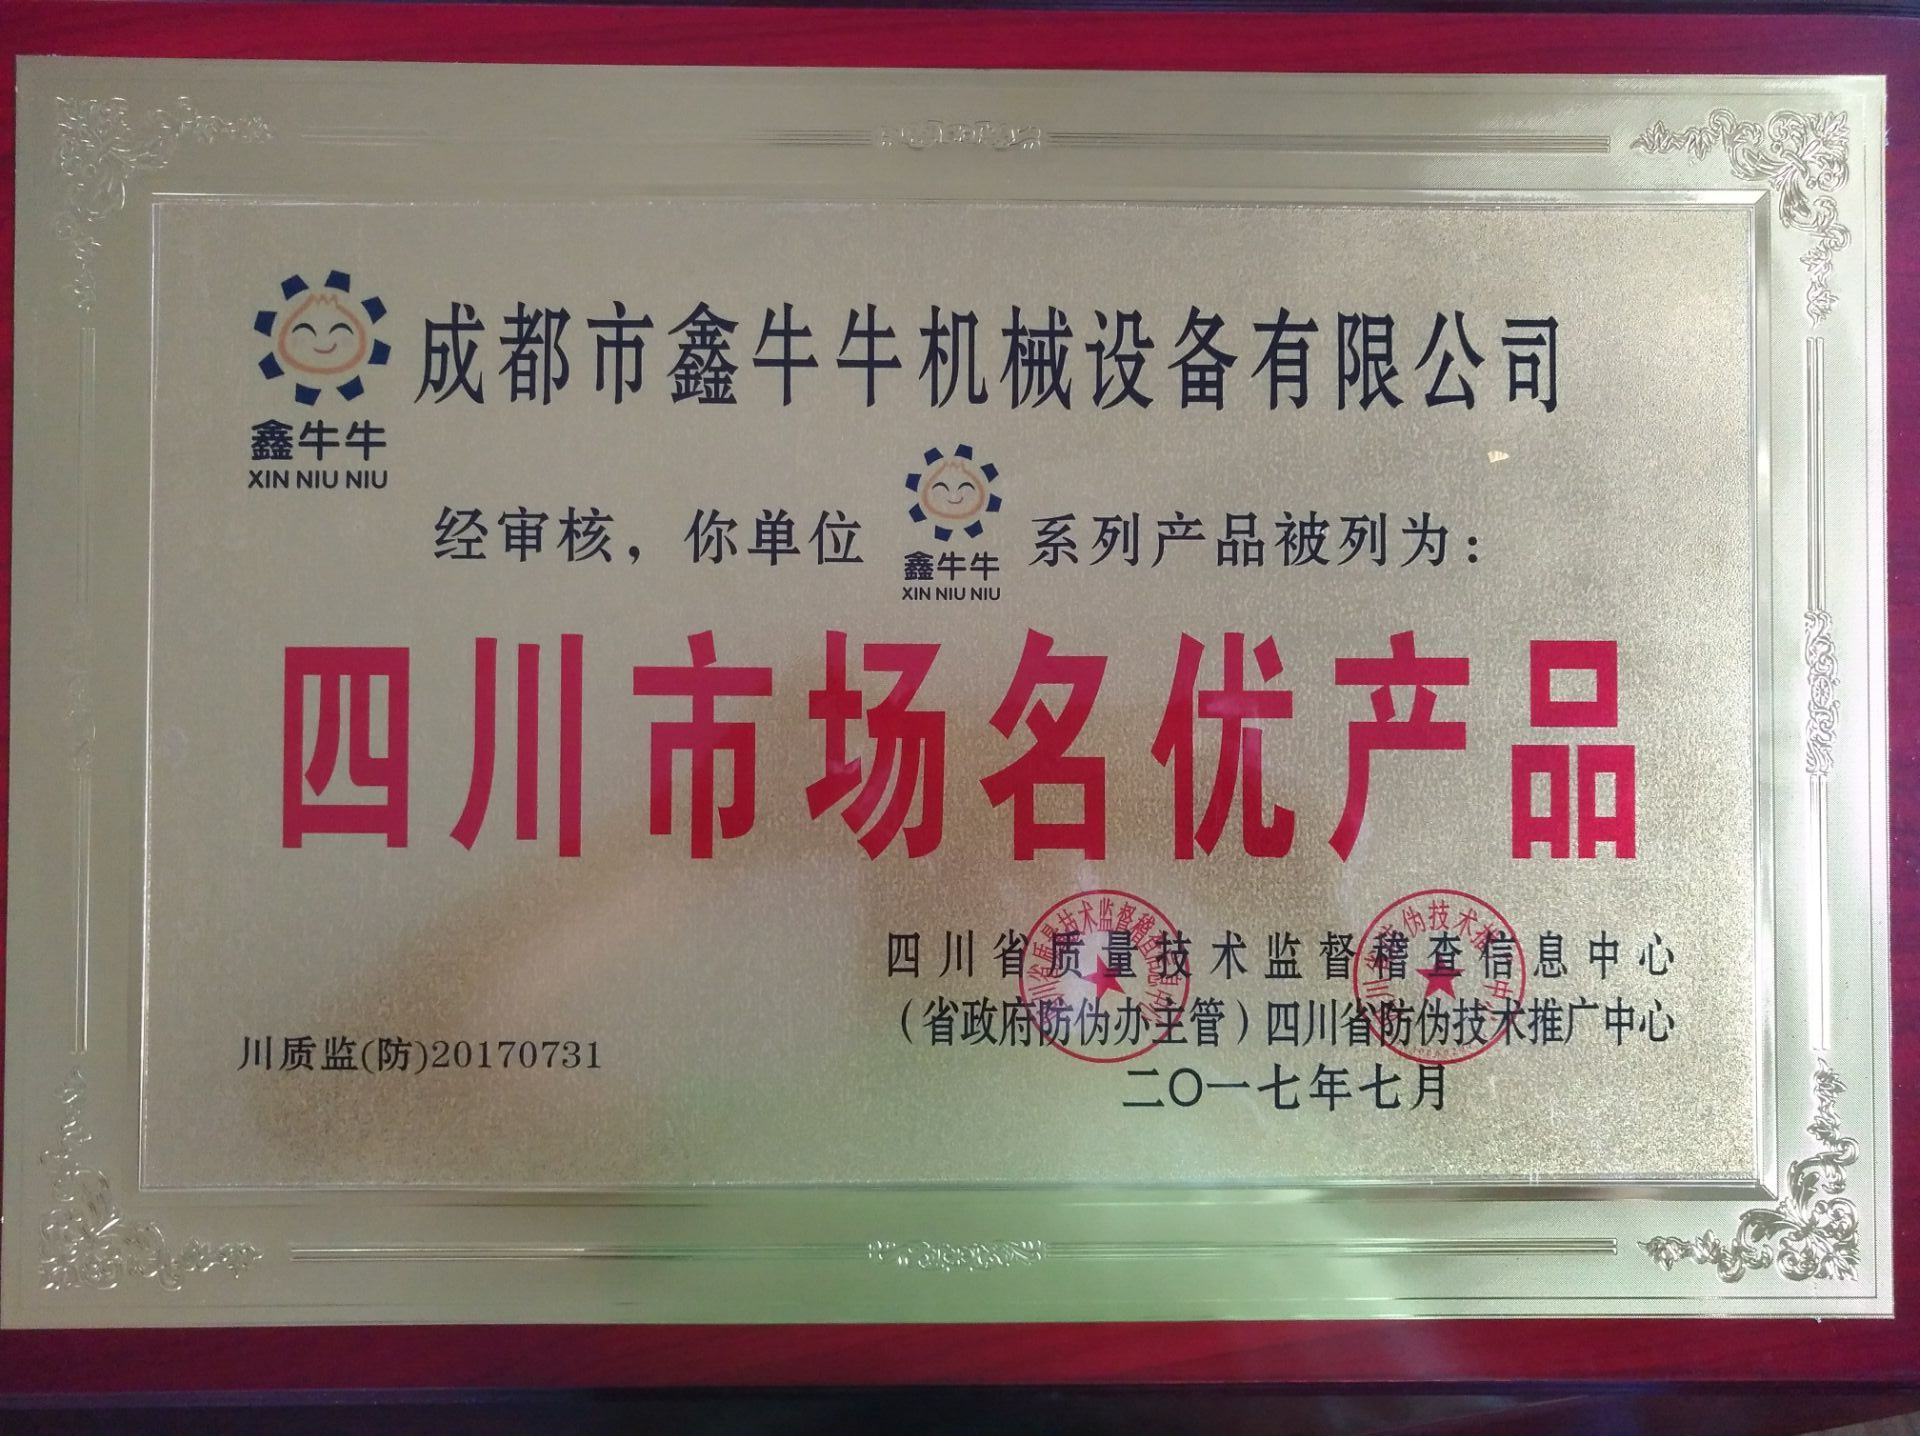 成都市鑫牛牛机械设备有限公司
鑫牛牛
XIN NIU NIU
经审核，你单位
鑫牛牛
XIN NIU NIU
系列产品被列为：
四川市场名优产品
四川省质量技术监督稽查信息中心
（省政府防伪办主管）四川省防伪技术推广中心
川质监(防)20170731
二〇一七年七月